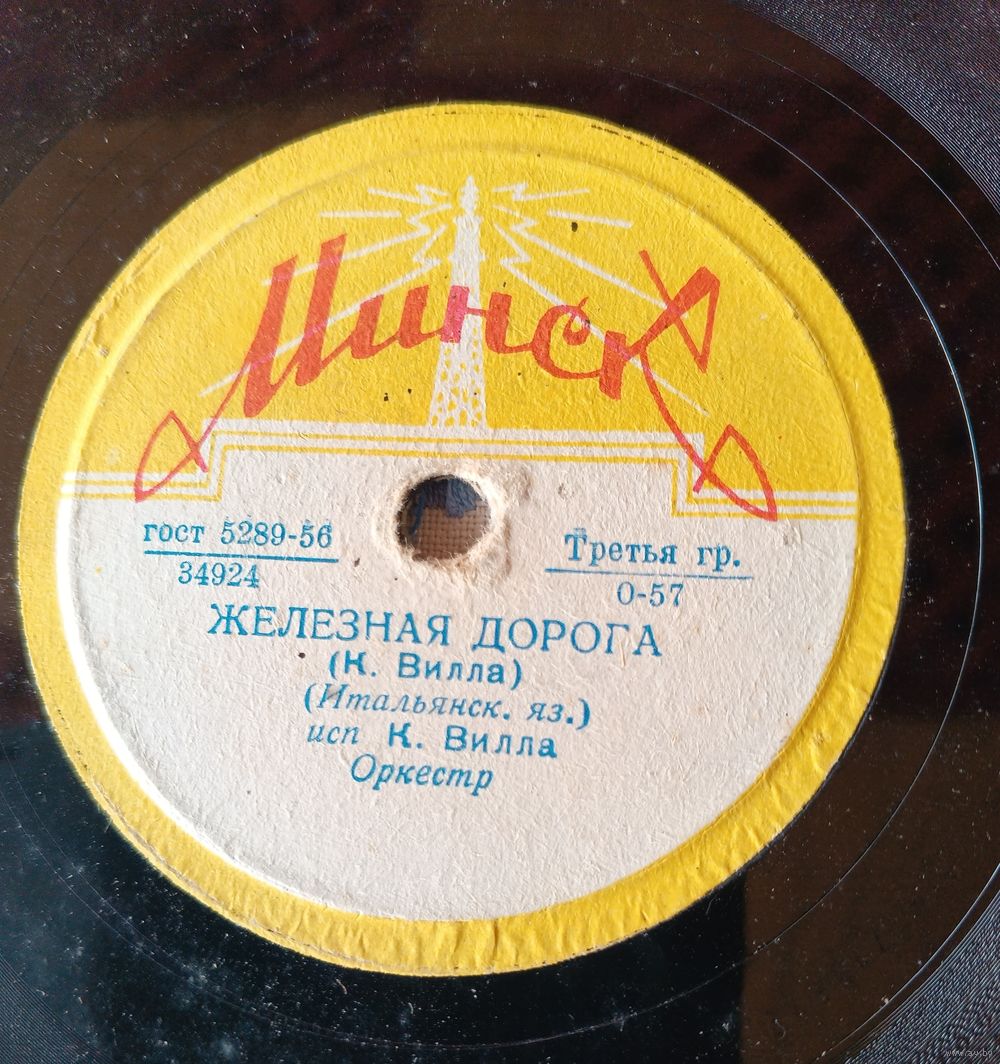 Минск
гост 5289-56
34924
Третья гр.
0-57
ЖЕЛЕЗНАЯ ДОРОГА
(К. Вилла)
(Итальянск. яз.)
исп К. Вилла
Оркестр